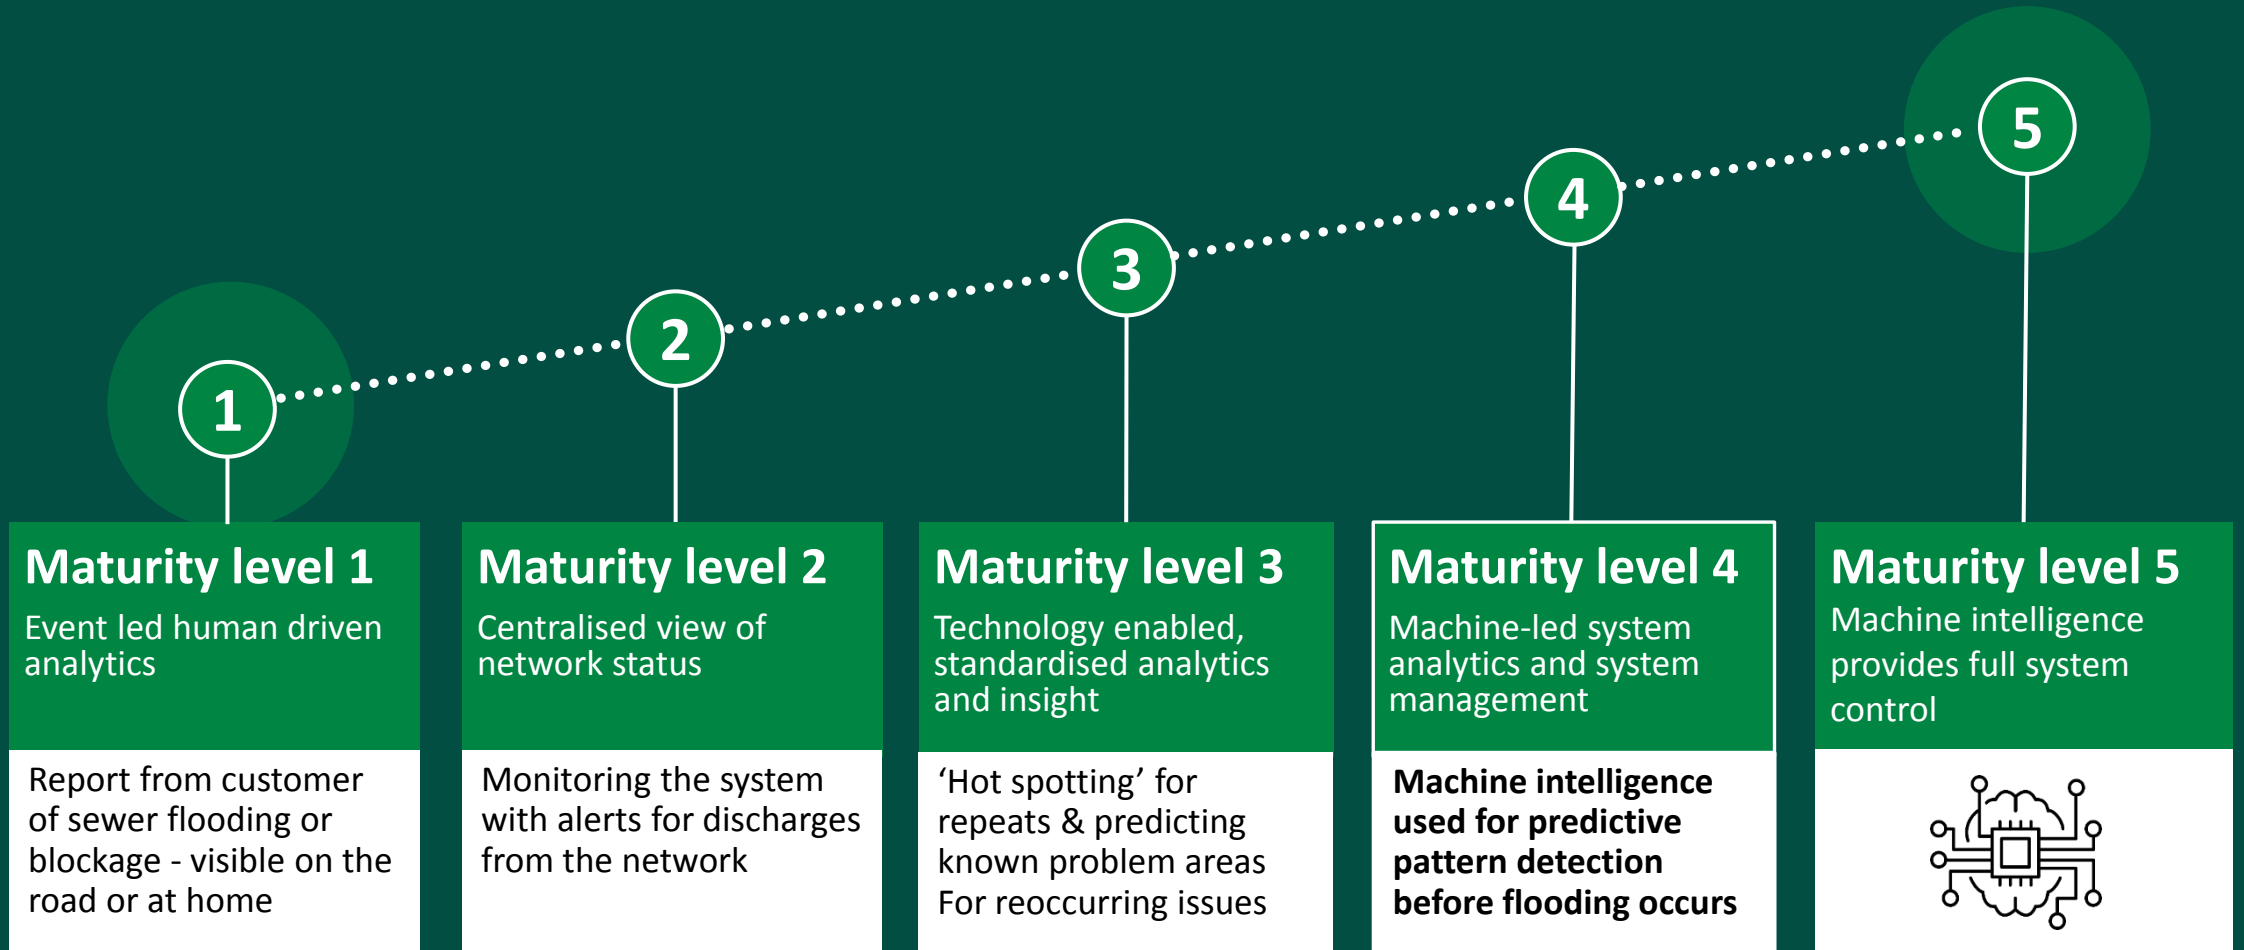 1
2
3
4
5
Maturity level 1
Event led human driven
analytics
Report from customer
of sewer flooding or
blockage - visible on the
road or at home
Maturity level 2
Centralised view of
network status
Monitoring the system
with alerts for discharges
from the network
Maturity level 3
Technology enabled,
standardised analytics
and insight
‘Hot spotting’ for
repeats & predicting
known problem areas
For reoccurring issues
Maturity level 4
Machine-led system
analytics and system
management
Machine intelligence
used for predictive
pattern detection
before flooding occurs
Maturity level 5
Machine intelligence
provides full system
control